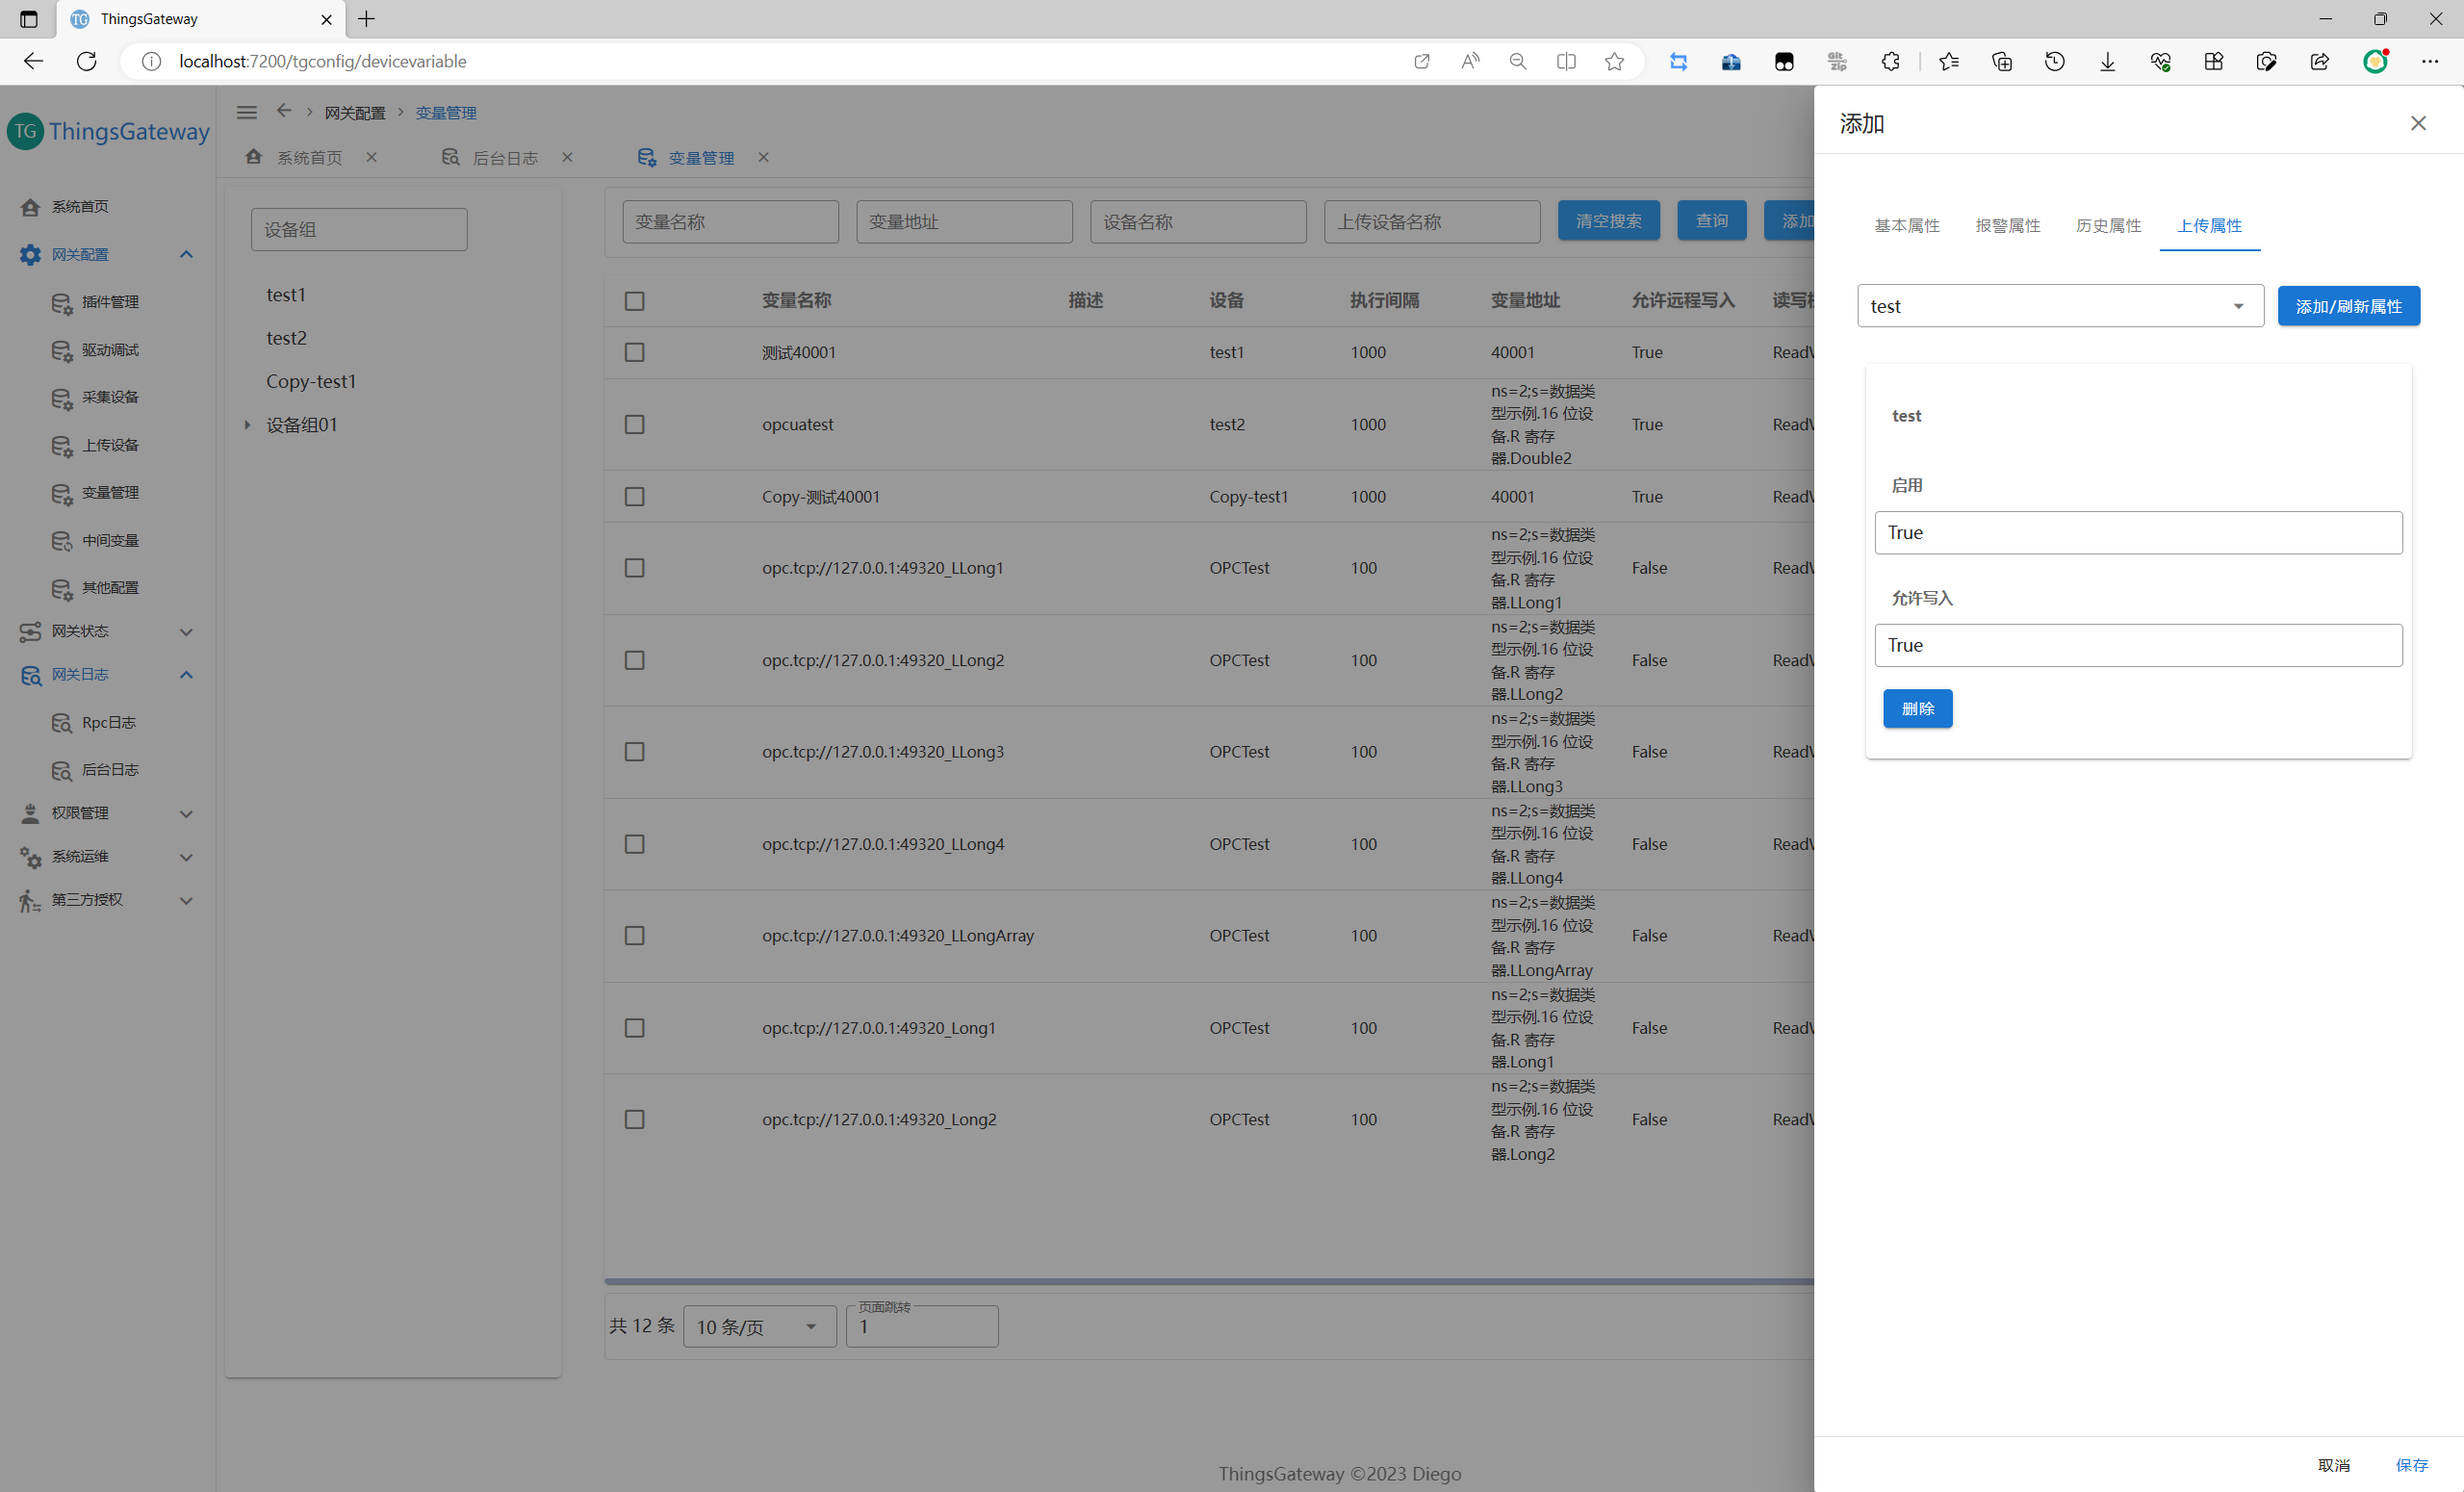 TG ThingsGateway
localhost:7200/tgconfig/devicevariable
Git
Zip
TG ThingsGateway
系统首页
网关配置
插件管理
驱动调试
采集设备
上传设备
变量管理
中间变量
其他配置
网关状态
网关日志
Rpc日志
后台日志
权限管理
系统运维
第三方授权
网关配置 变量管理
系统首页 后台日志 变量管理
设备组
test1
test2
Copy-test1
设备组01
变量名称 变量地址 设备名称 上传设备名称 清空搜索 查询 添加
变量名称 描述 设备 执行间隔 变量地址 允许远程写入
测试40001 test1 1000 40001 True
opcuatest test2 1000 ns=2;s=数据类
型示例.16 位设
备.R 寄存
器.Double2 True
Copy-测试40001 Copy-test1 1000 40001 True
opc.tcp://127.0.0.1:49320_LLong1 OPCTest 100 ns=2;s=数据类
型示例.16 位设
备.R 寄存
器.LLong1 False
opc.tcp://127.0.0.1:49320_LLong2 OPCTest 100 ns=2;s=数据类
型示例.16 位设
备.R 寄存
器.LLong2 False
opc.tcp://127.0.0.1:49320_LLong3 OPCTest 100 ns=2;s=数据类
型示例.16 位设
备.R 寄存
器.LLong3 False
opc.tcp://127.0.0.1:49320_LLong4 OPCTest 100 ns=2;s=数据类
型示例.16 位设
备.R 寄存
器.LLong4 False
opc.tcp://127.0.0.1:49320_LLongArray OPCTest 100 ns=2;s=数据类
型示例.16 位设
备.R 寄存
器.LLongArray False
opc.tcp://127.0.0.1:49320_Long1 OPCTest 100 ns=2;s=数据类
型示例.16 位设
备.R 寄存
器.Long1 False
opc.tcp://127.0.0.1:49320_Long2 OPCTest 100 ns=2;s=数据类
型示例.16 位设
备.R 寄存
器.Long2 False
共 12 条 10 条/页 页面跳转
1
ThingsGateway ©2023 Diego
添加
基本属性 报警属性 历史属性 上传属性
test 添加/刷新属性
test
启用
True
允许写入
True
删除
取消 保存